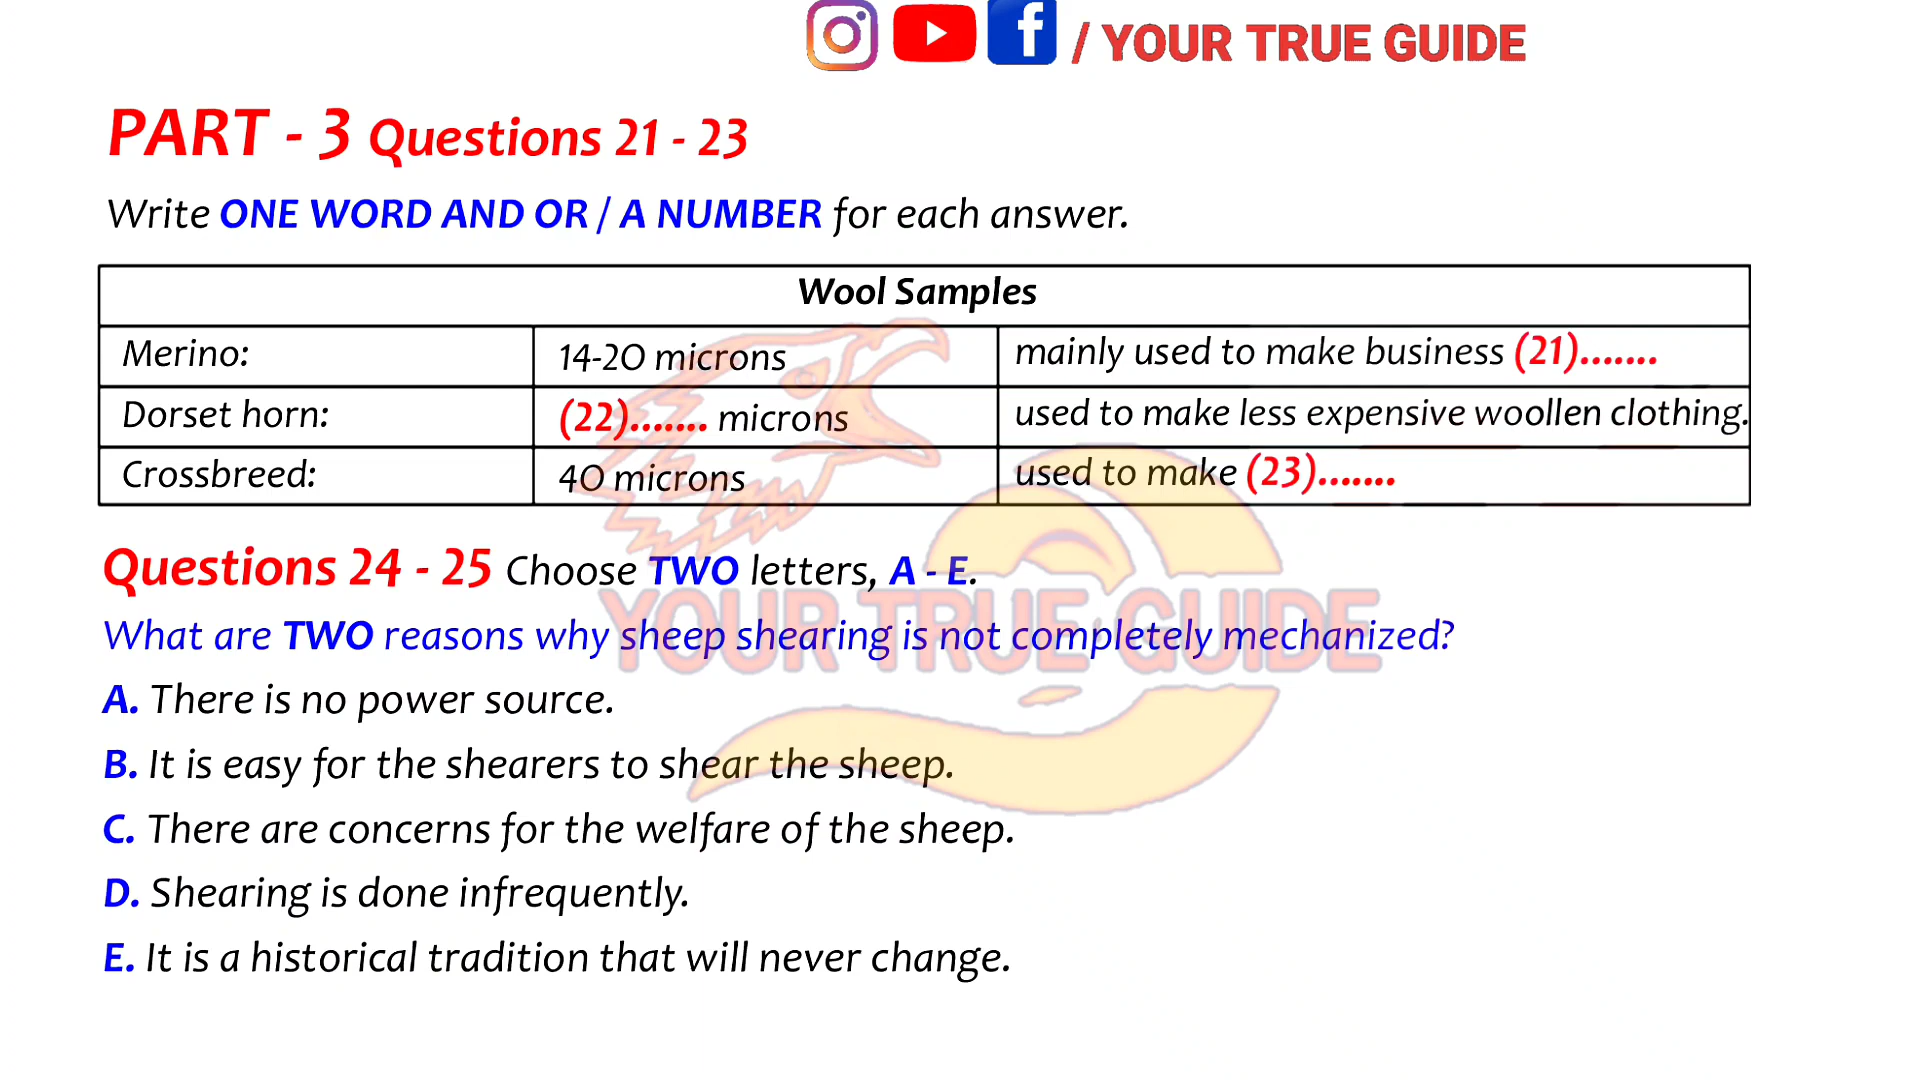 / YOUR TRUE GUIDE
PART - 3 Questions 21 - 23
Write ONE WORD AND OR / A NUMBER for each answer.
Wool Samples
Merino: 14-20 microns mainly used to make business (21).......
Dorset horn: (22)....... microns used to make less expensive woollen clothing.
Crossbreed: 40 microns used to make (23).......
Questions 24 - 25 Choose TWO letters, A - E.
YOUR TRUE GUIDE
What are TWO reasons why sheep shearing is not completely mechanized?
A. There is no power source.
B. It is easy for the shearers to shear the sheep.
C. There are concerns for the welfare of the sheep.
D. Shearing is done infrequently.
E. It is a historical tradition that will never change.